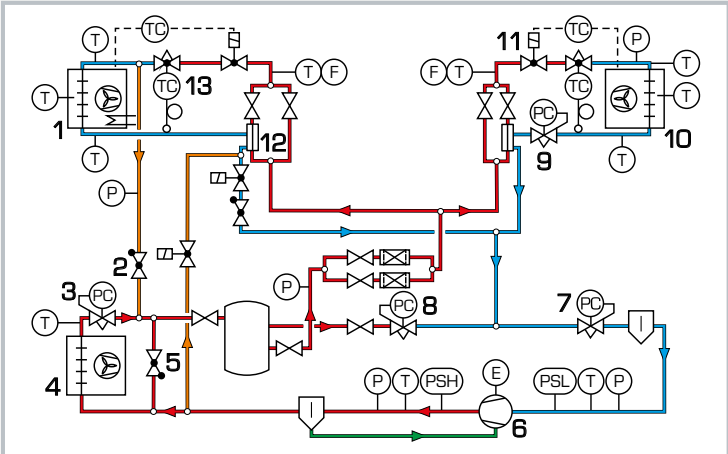 TC TC
T 11 P
T F F T T
13 TC TC
T T
1 PC 10
12
9
T T
P
2
3 P
PC PC 8 7 PC
T
5
4
E
P T PSH PSL T P
6